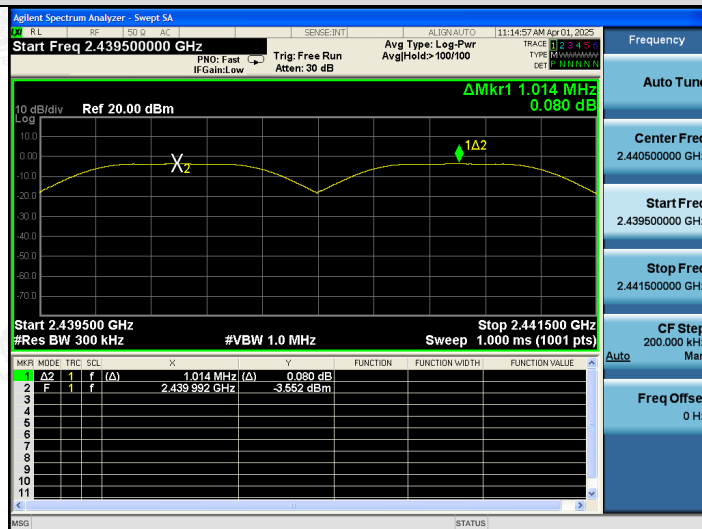 Agilent Spectrum Analyzer - Swept SA
RL RF 50 Ω AC SENSE:INT ALIGNAUTO 11:14:57 AM Apr 01, 2025
Start Freq 2.439500000 GHz
PNO: Fast
IFGain:Low
Trig: Free Run
Atten: 30 dB
Avg Type: Log-Pwr
Avg|Hold:> 100/100
TRACE 1 2 3 4 5 6
TYPE MWWWWW
DET P N N N N N
ΔMkr1 1.014 MHz
0.080 dB
10 dB/div Ref 20.00 dBm
Log
10.0
0.00
-10.0
-20.0
-30.0
-40.0
-50.0
-60.0
-70.0
2
1Δ2
Start 2.439500 GHz Stop 2.441500 GHz
#Res BW 300 kHz #VBW 1.0 MHz Sweep 1.000 ms (1001 pts)
MKR MODE TRC SCL X Y FUNCTION FUNCTION WIDTH FUNCTION VALUE
1 Δ2 1 f (Δ) 1.014 MHz (Δ) 0.080 dB
2 F 1 f 2.439 992 GHz -3.552 dBm
3
4
5
6
7
8
9
10
11
MSG STATUS
Frequency
Auto Tune
Center Freq
2.440500000 GHz
Start Freq
2.439500000 GHz
Stop Freq
2.441500000 GHz
CF Step
200.000 kHz
Auto Man
Freq Offset
0 Hz